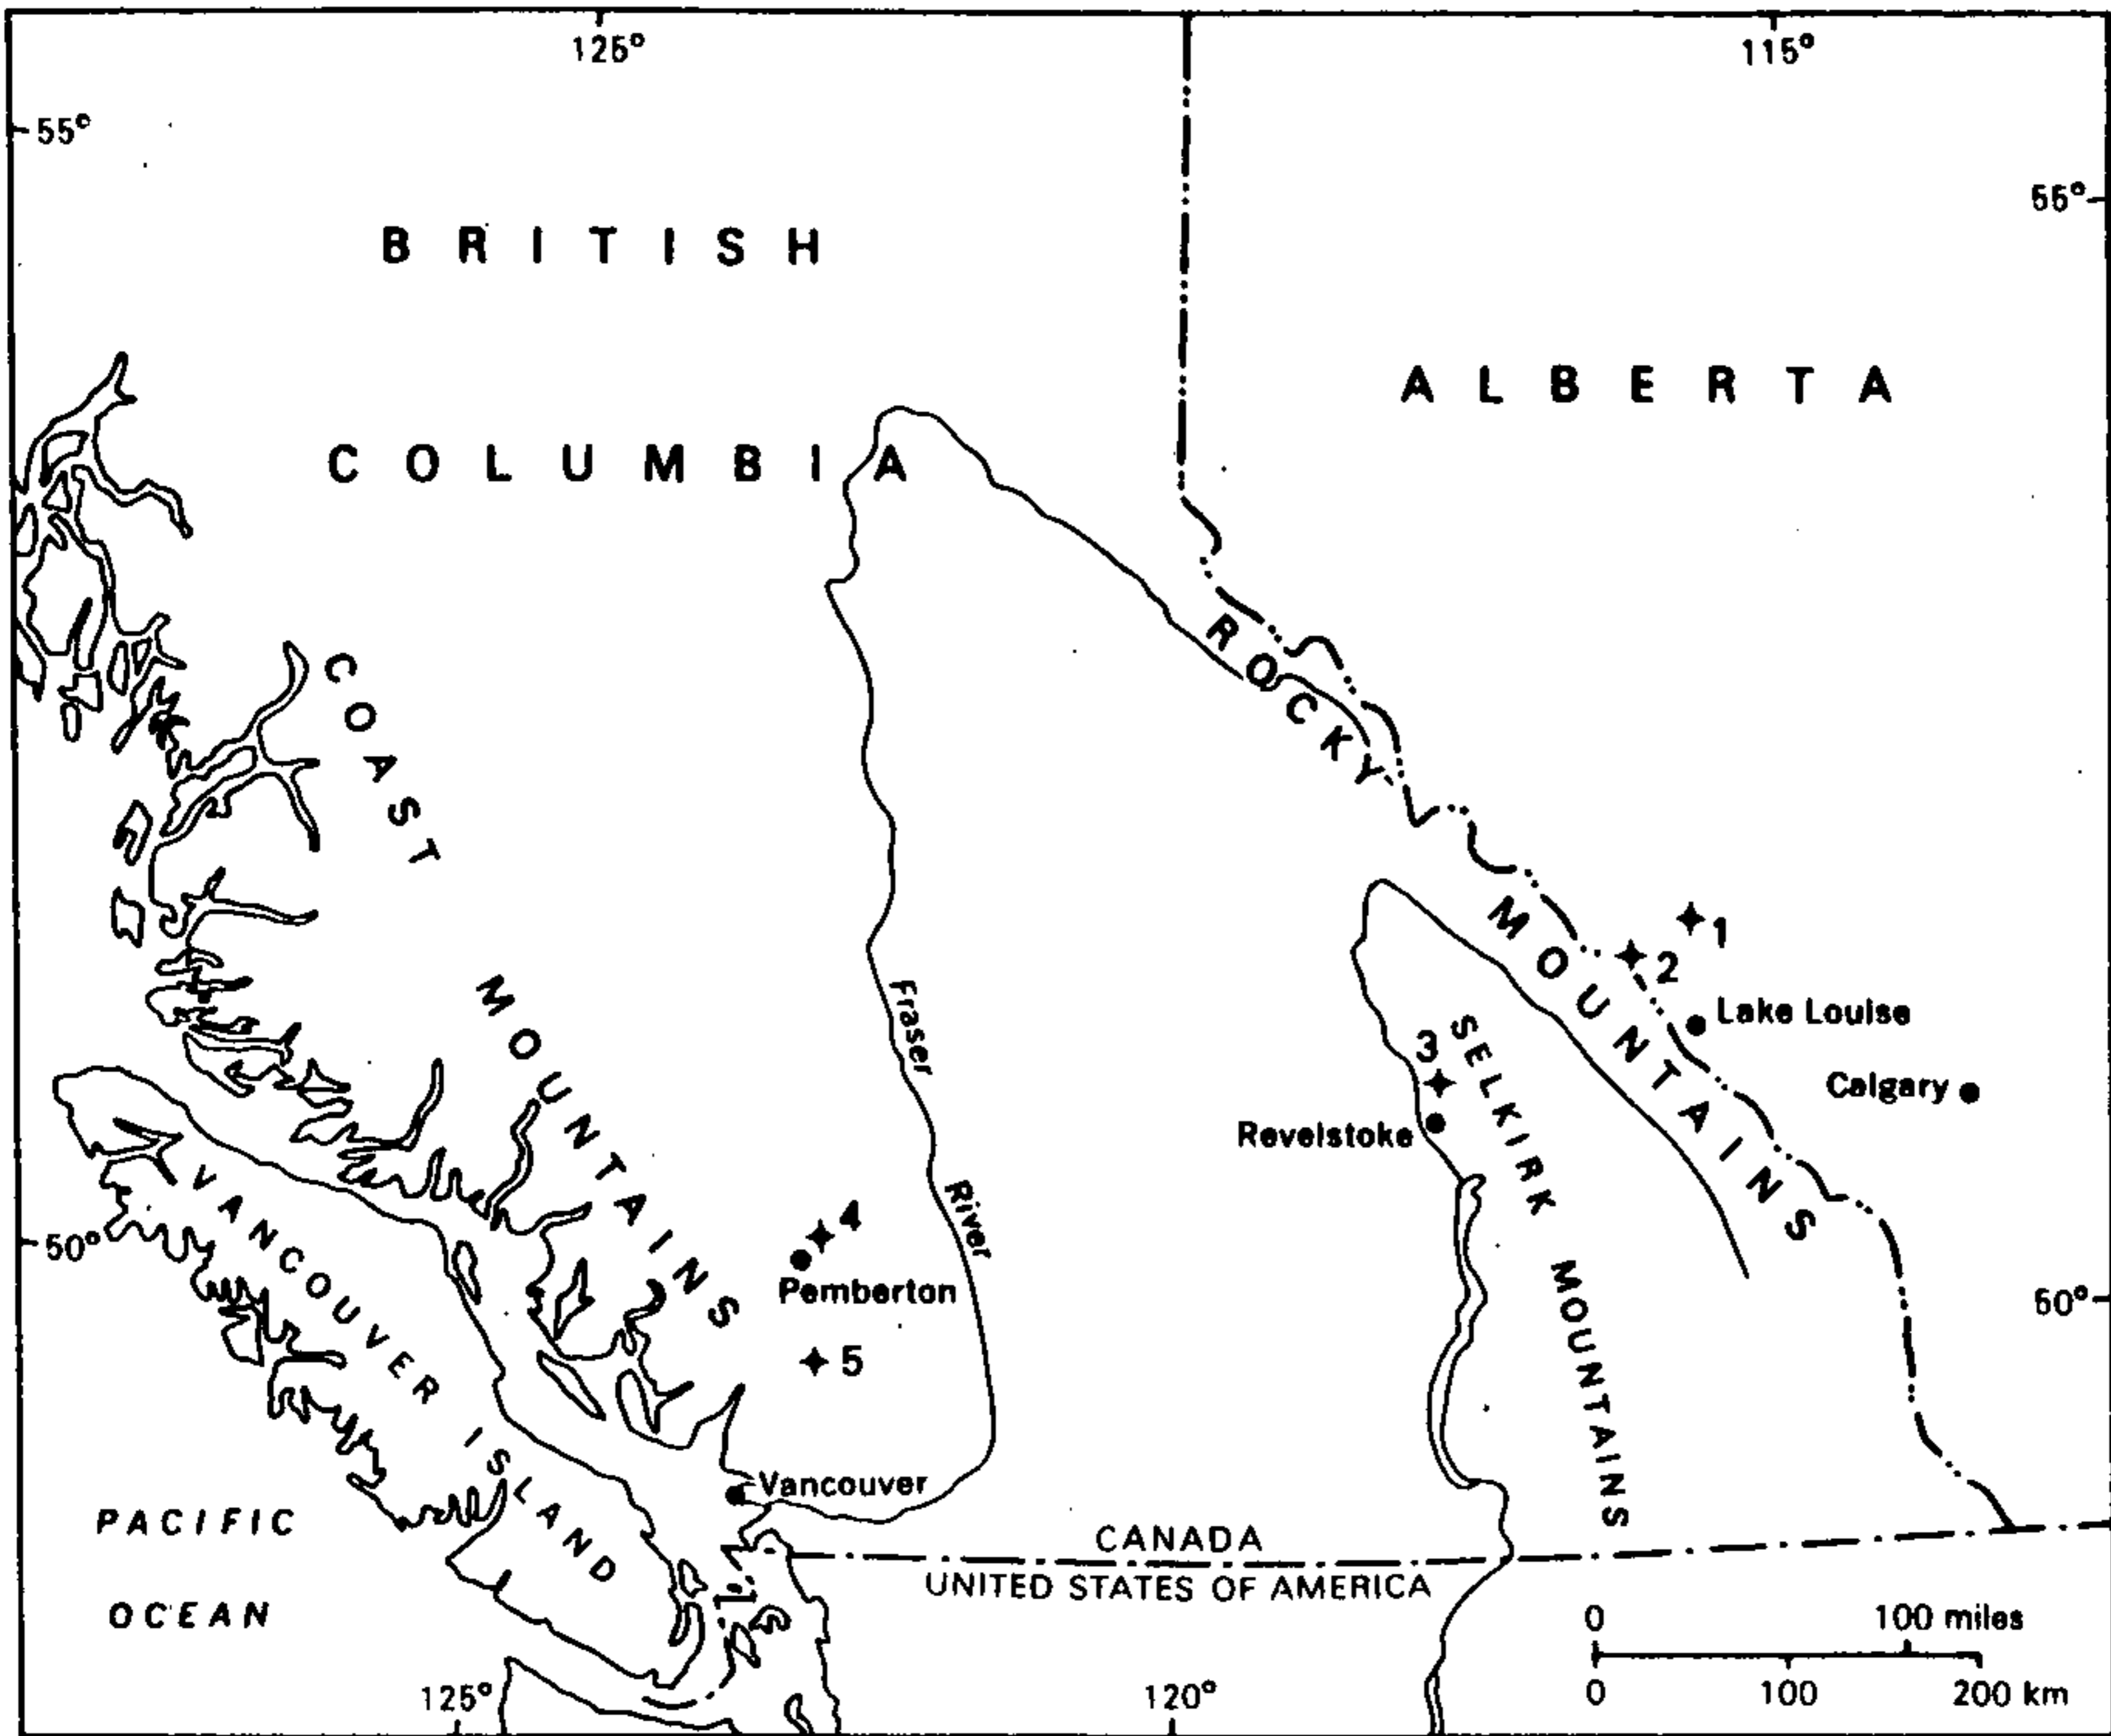 125°
115°
55°
55°
BRITISH
COLUMBIA
ALBERTA
COAST
MOUNTAINS
ROCKY
MOUNTAINS
1
2
Lake Louise
3
SELKIRK
MOUNTAINS
Calgary
Revelstoke
Fraser
River
VANCOUVER ISLAND
50°
4
Pemberton
50°
5
Vancouver
PACIFIC
OCEAN
CANADA
UNITED STATES OF AMERICA
0 100 miles
125°
120°
0 100 200 km